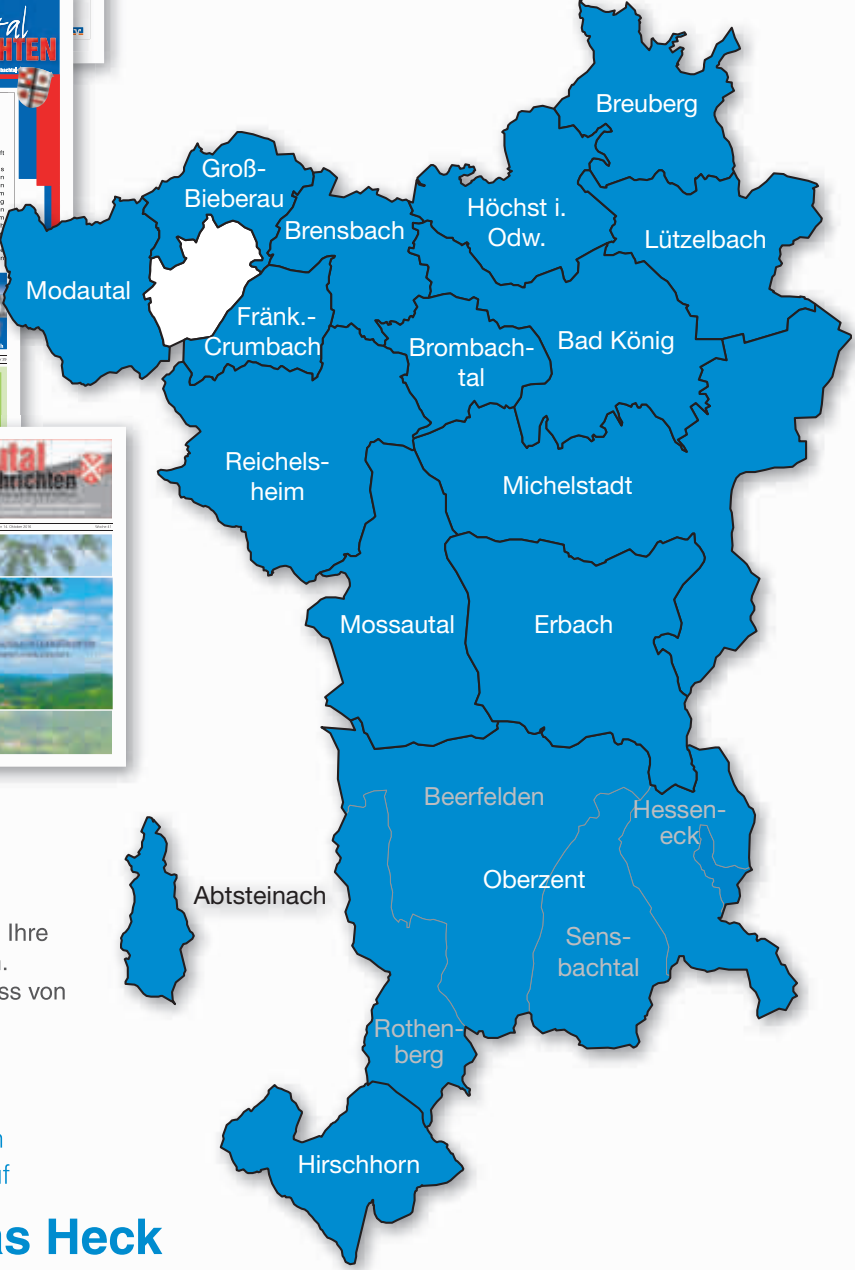 HTEN
Breuberg
Groß-
Bieberau
Höchst i.
Odw.
Brensbach
Lützelbach
Modautal
Fränk.-
Crumbach
Brombach-
tal
Bad König
Reichels-
heim
Michelstadt
Mossautal
Erbach
Beerfelden
Hessen-
eck
Oberzent
Abtsteinach
Sens-
bachtal
Ihre
ss von
Rothen-
berg
Hirschhorn
as Heck